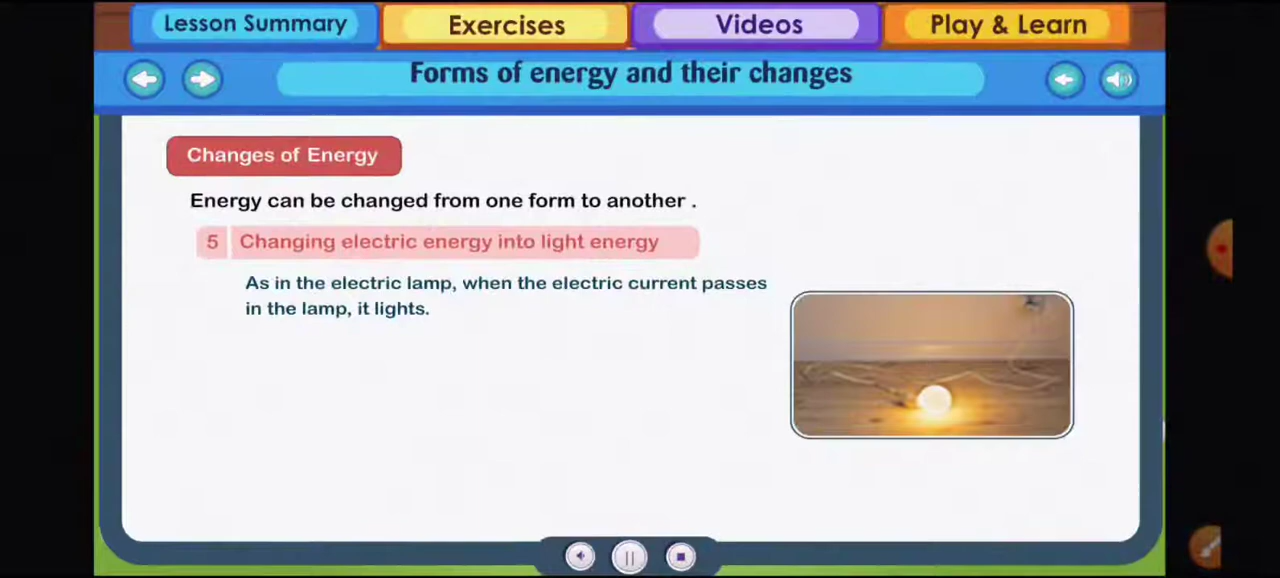 Lesson Summary
Exercises
Videos
Play & Learn
Forms of energy and their changes
Changes of Energy
Energy can be changed from one form to another .
5 Changing electric energy into light energy
As in the electric lamp, when the electric current passes
in the lamp, it lights.